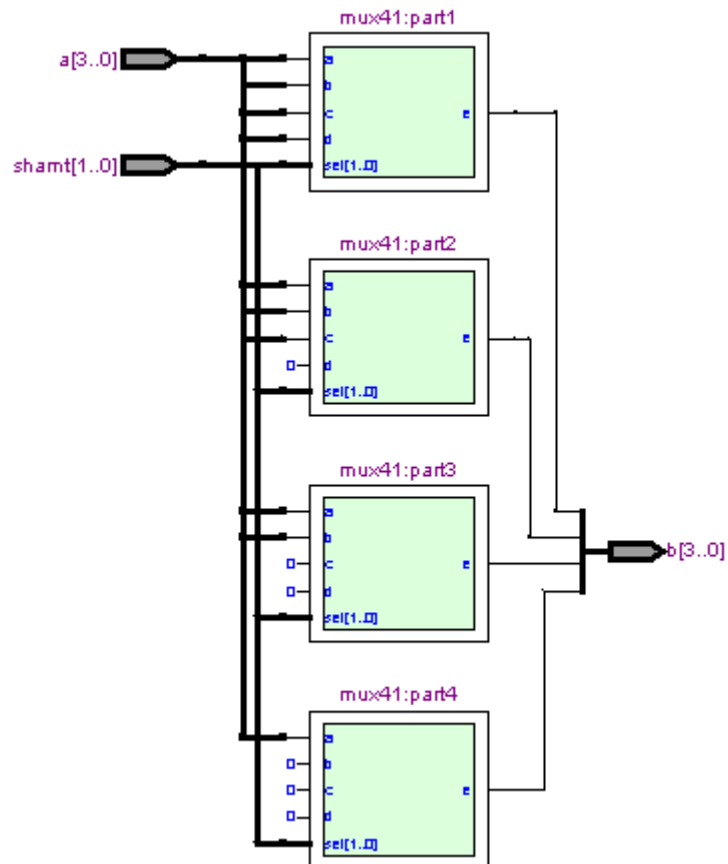 mux41:part1
a[3..0]
a
b
c
e
d
shamt[1..0]
sel[1..0]
mux41:part2
a
b
c
e
0
d
sel[1..0]
mux41:part3
a
b
b[3..0]
0
c
e
0
d
sel[1..0]
mux41:part4
a
0
b
0
c
e
0
d
sel[1..0]